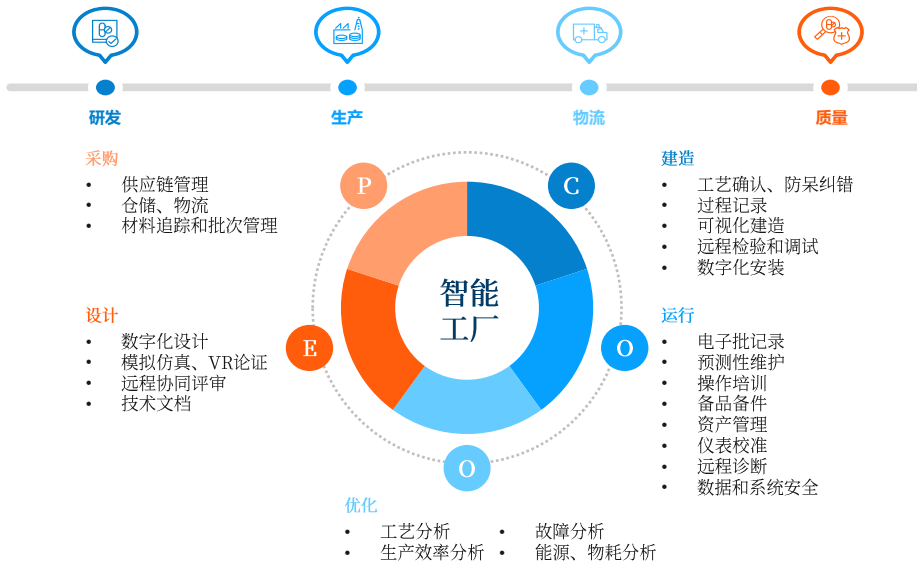 研发
生产
物流
质量
采购
• 供应链管理
• 仓储、物流
• 材料追踪和批次管理
P
C
建造
• 工艺确认、防呆纠错
• 过程记录
• 可视化建造
• 远程检验和调试
• 数字化安装
智能
工厂
设计
• 数字化设计
• 模拟仿真、VR论证
• 远程协同评审
• 技术文档
E
O
运行
• 电子批记录
• 预测性维护
• 操作培训
• 备品备件
• 资产管理
• 仪表校准
• 远程诊断
• 数据和系统安全
O
优化
• 工艺分析
• 生产效率分析
• 故障分析
• 能源、物耗分析